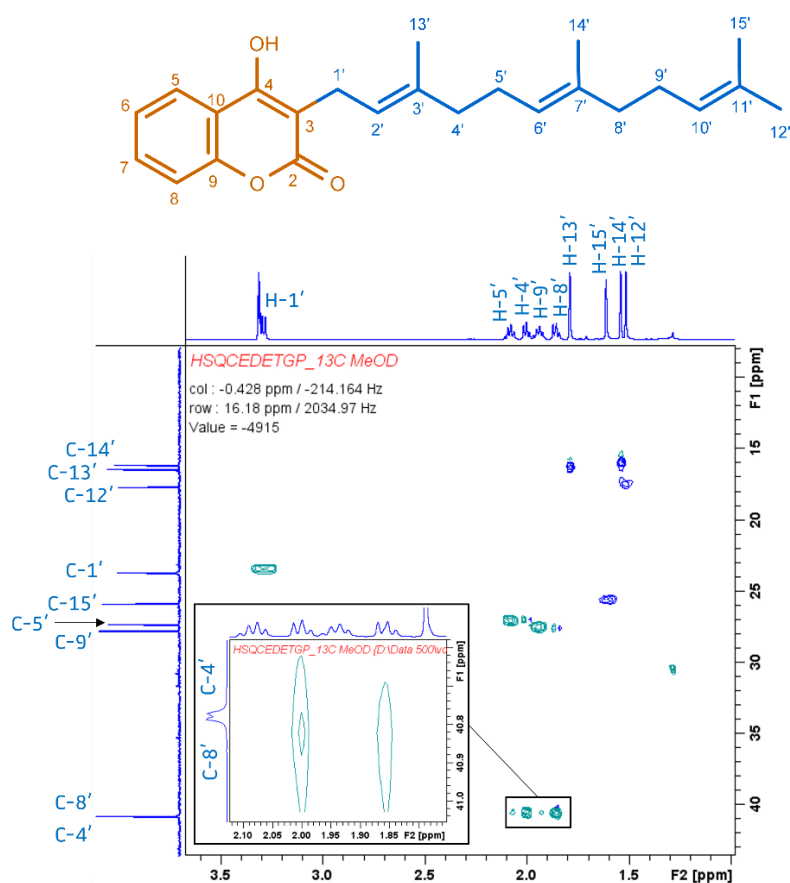 13'
14'
15'
OH
1'
5'
9'
5
4
10
3'
7'
11'
6
3
2'
4'
6'
8'
10'
12'
7
9
O
2
O
8
H-1'
H-5'
H-4'
H-9'
H-8'
H-13'
H-15'
H-14'
H-12'
HSQCEDETGP_13C MeOD
col : -0.428 ppm / -214.164 Hz
row : 16.18 ppm / 2034.97 Hz
Value = -4915
F1 [ppm]
15
20
25
30
35
40
C-14'
C-13'
C-12'
C-1'
C-15'
C-5'
C-9'
C-8'
C-4'
HSQCEDETGP_13C MeOD (D:\Data 500\vc
C-4'
C-8'
F1 [ppm]
40.8
40.9
41.0
2.10
2.05
2.00
1.95
1.90
1.85
F2 [ppm]
3.5
3.0
2.5
2.0
1.5
F2 [ppm]